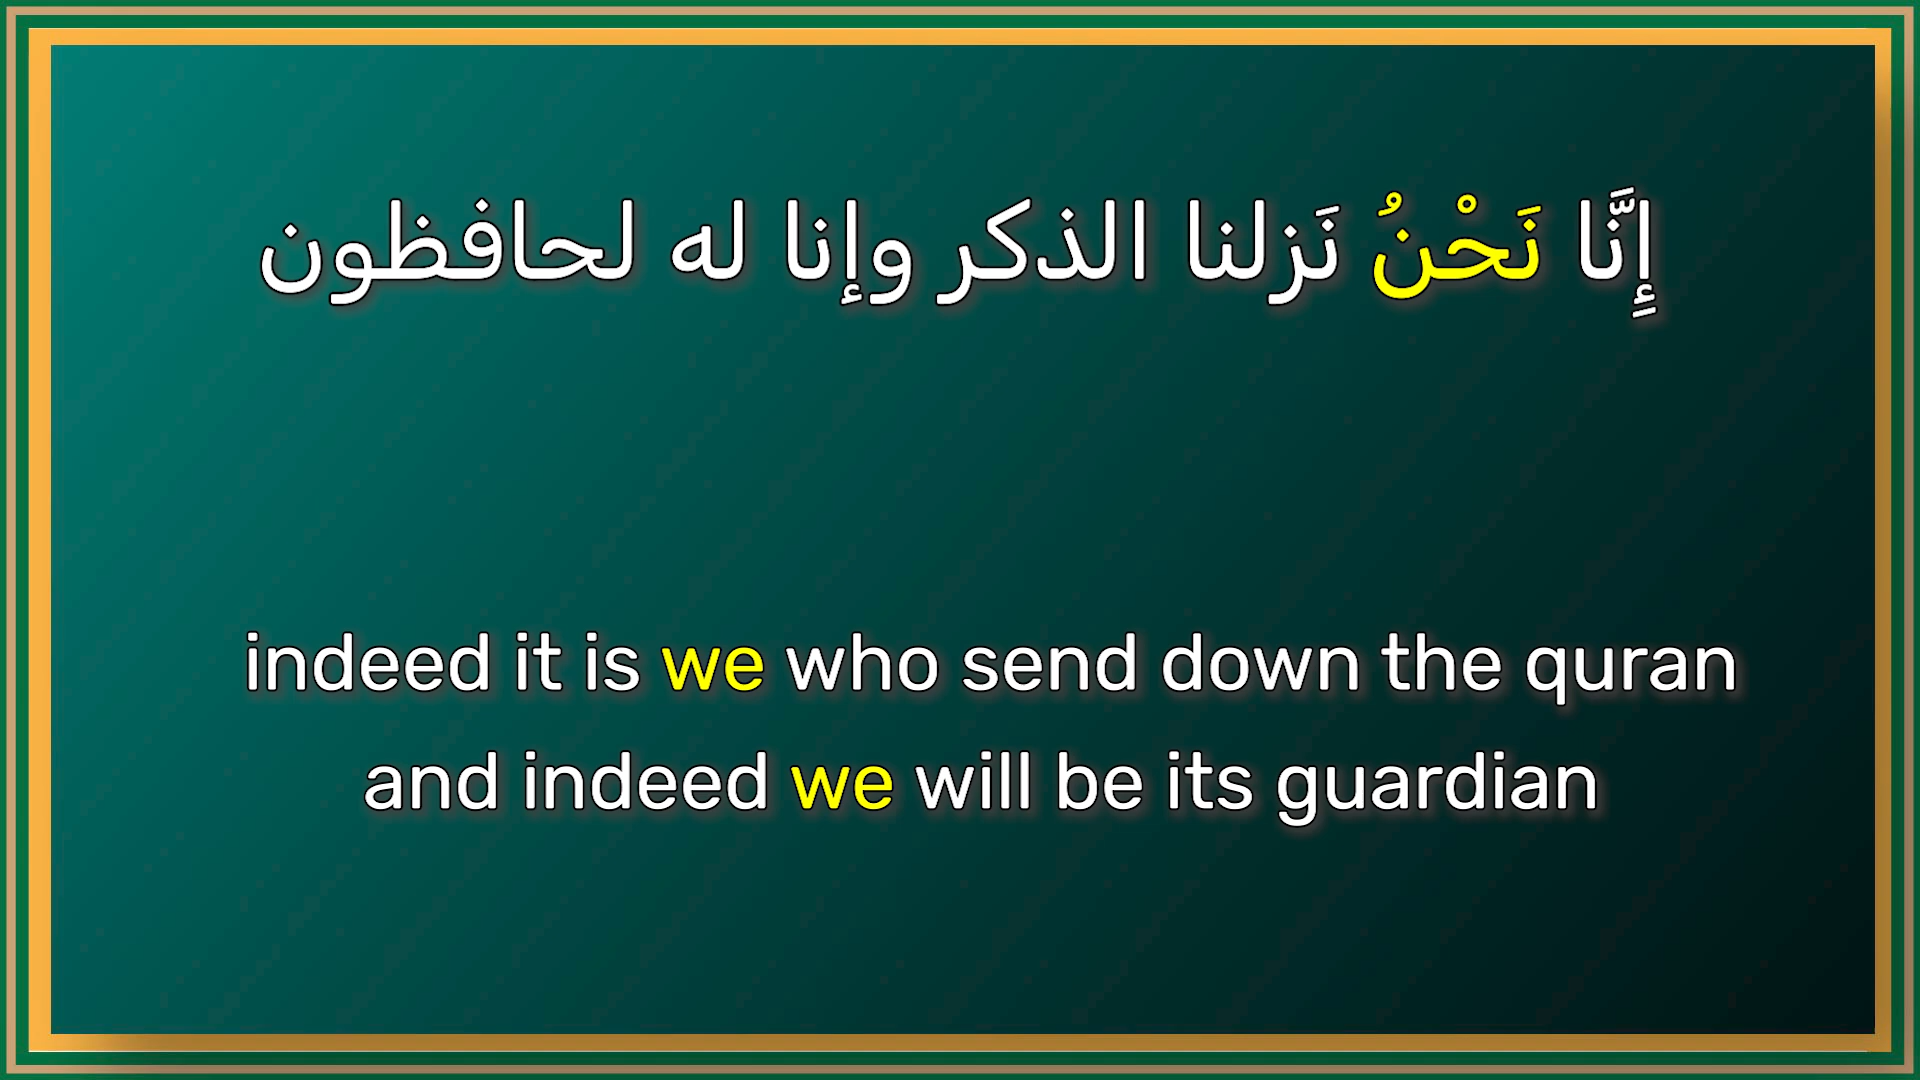 إِنَّا نَحْنُ نَزلنا الذكر وإنا له لحافظون
indeed it is we who send down the quran
and indeed we will be its guardian